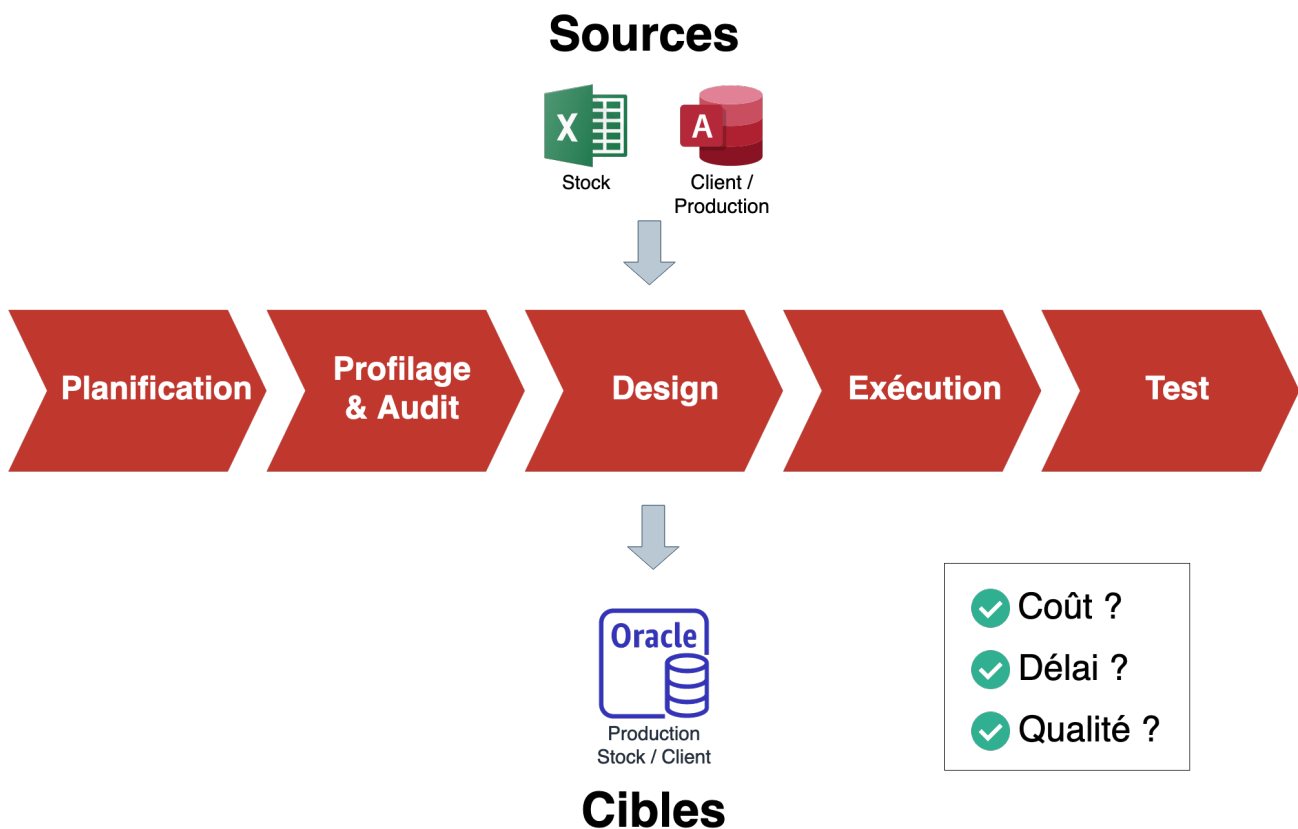 Sources
X
A
Stock
Client /
Production
Planification
Profilage
& Audit
Design
Exécution
Test
Oracle
Production
Stock / Client
Cibles
Coût ?
Délai ?
Qualité ?